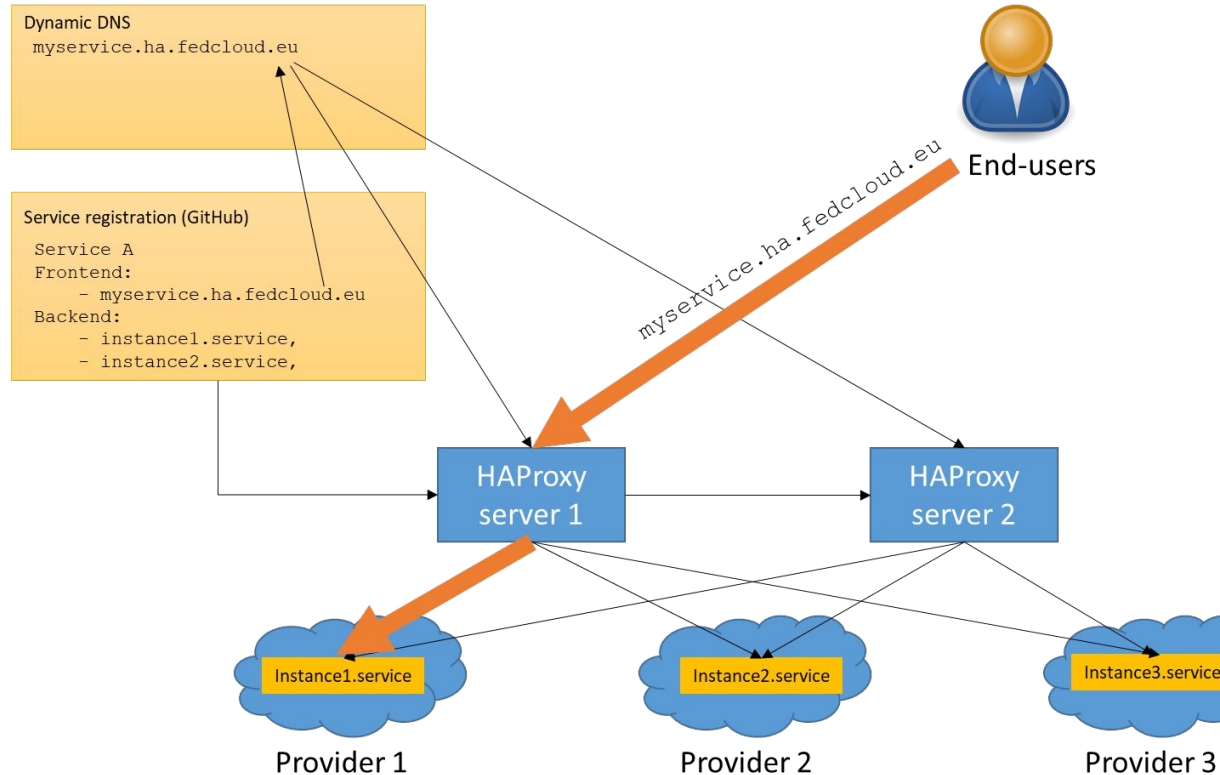 Dynamic DNS
myservice.ha.fedcloud.eu
End-users
myservice.ha.fedcloud.eu
Service registration (GitHub)
Service A
Frontend:
- myservice.ha.fedcloud.eu
Backend:
- instance1.service,
- instance2.service,
HAProxy
server 1
HAProxy
server 2
Instance1.service
Instance2.service
Instance3.service
Provider 1
Provider 2
Provider 3